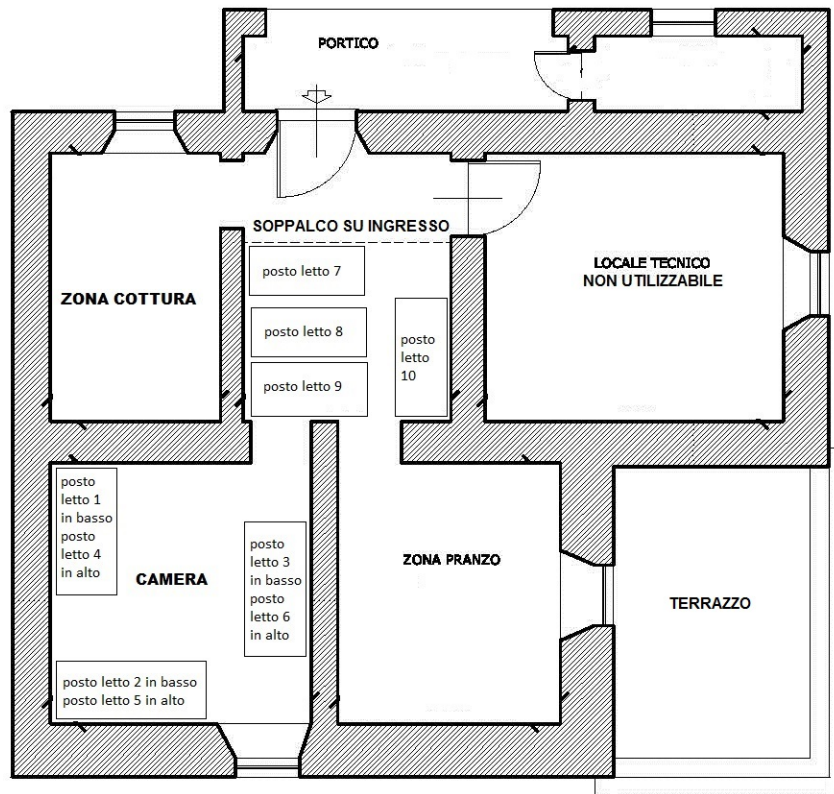 PORTICO
SOPPALCO SU INGRESSO
posto letto 7
posto letto 8
posto letto 9
posto
letto
10
ZONA COTTURA
LOCALE TECNICO
NON UTILIZZABILE
posto
letto 1
in basso
posto
letto 4
in alto
CAMERA
posto
letto 3
in basso
posto
letto 6
in alto
posto letto 2 in basso
posto letto 5 in alto
ZONA PRANZO
TERRAZZO